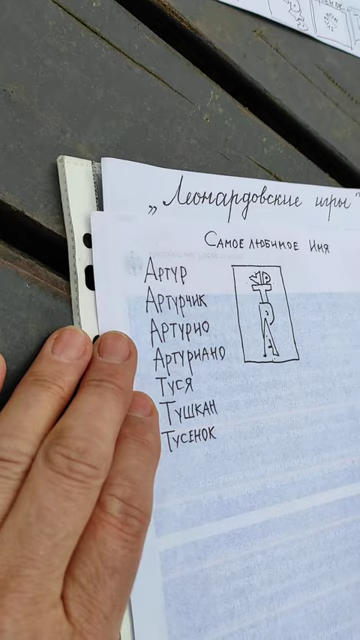 „Леонардовские игры"
Самое любимое имя
Артур
Артурчик
Артурио
Артуриано
Туся
Тушкан
Тусенок